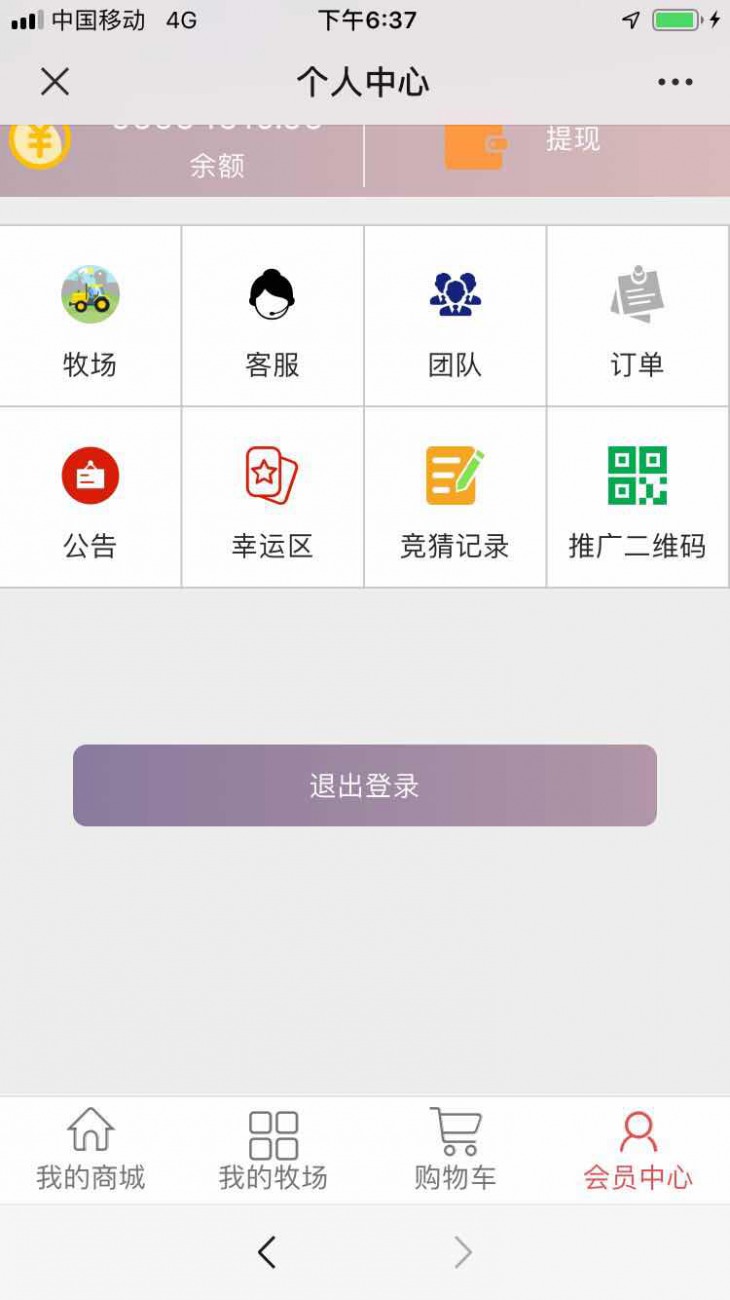 中国移动 4G 下午6:37
个人中心
提现
余额
牧场 客服 团队 订单
公告 幸运区 竞猜记录 推广二维码
退出登录
我的商城 我的牧场 购物车 会员中心